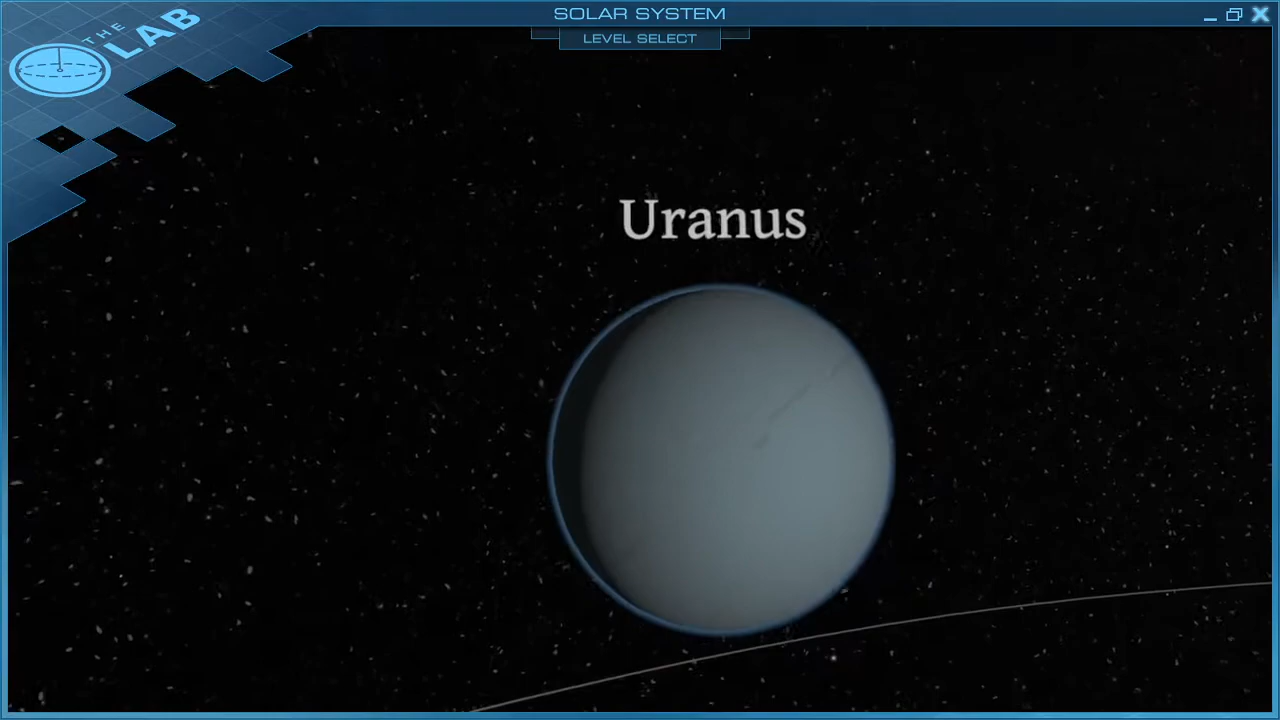 SOLAR SYSTEM
THE
LAB
LEVEL SELECT
Uranus